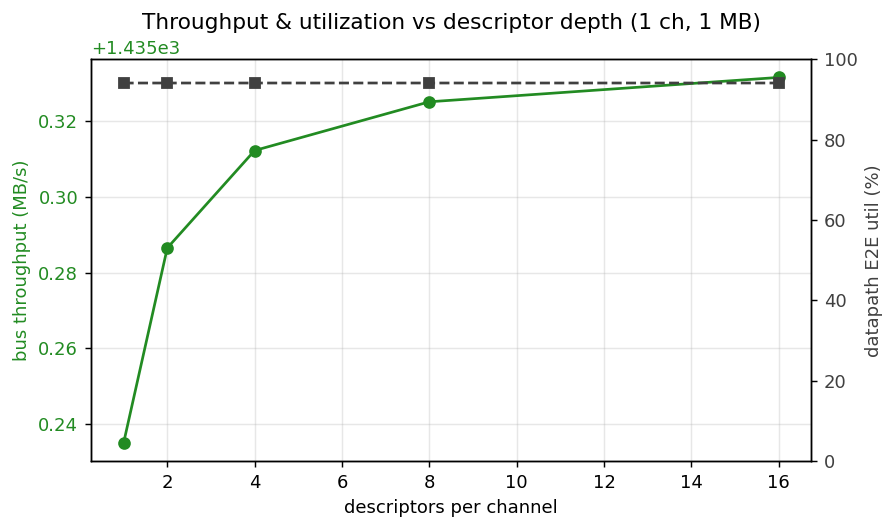 Throughput & utilization vs descriptor depth (1 ch, 1 MB)
+1.435e3
0.32
0.30
0.28
0.26
0.24
bus throughput (MB/s)
100
80
60
40
20
0
datapath E2E util (%)
2 4 6 8 10 12 14 16
descriptors per channel